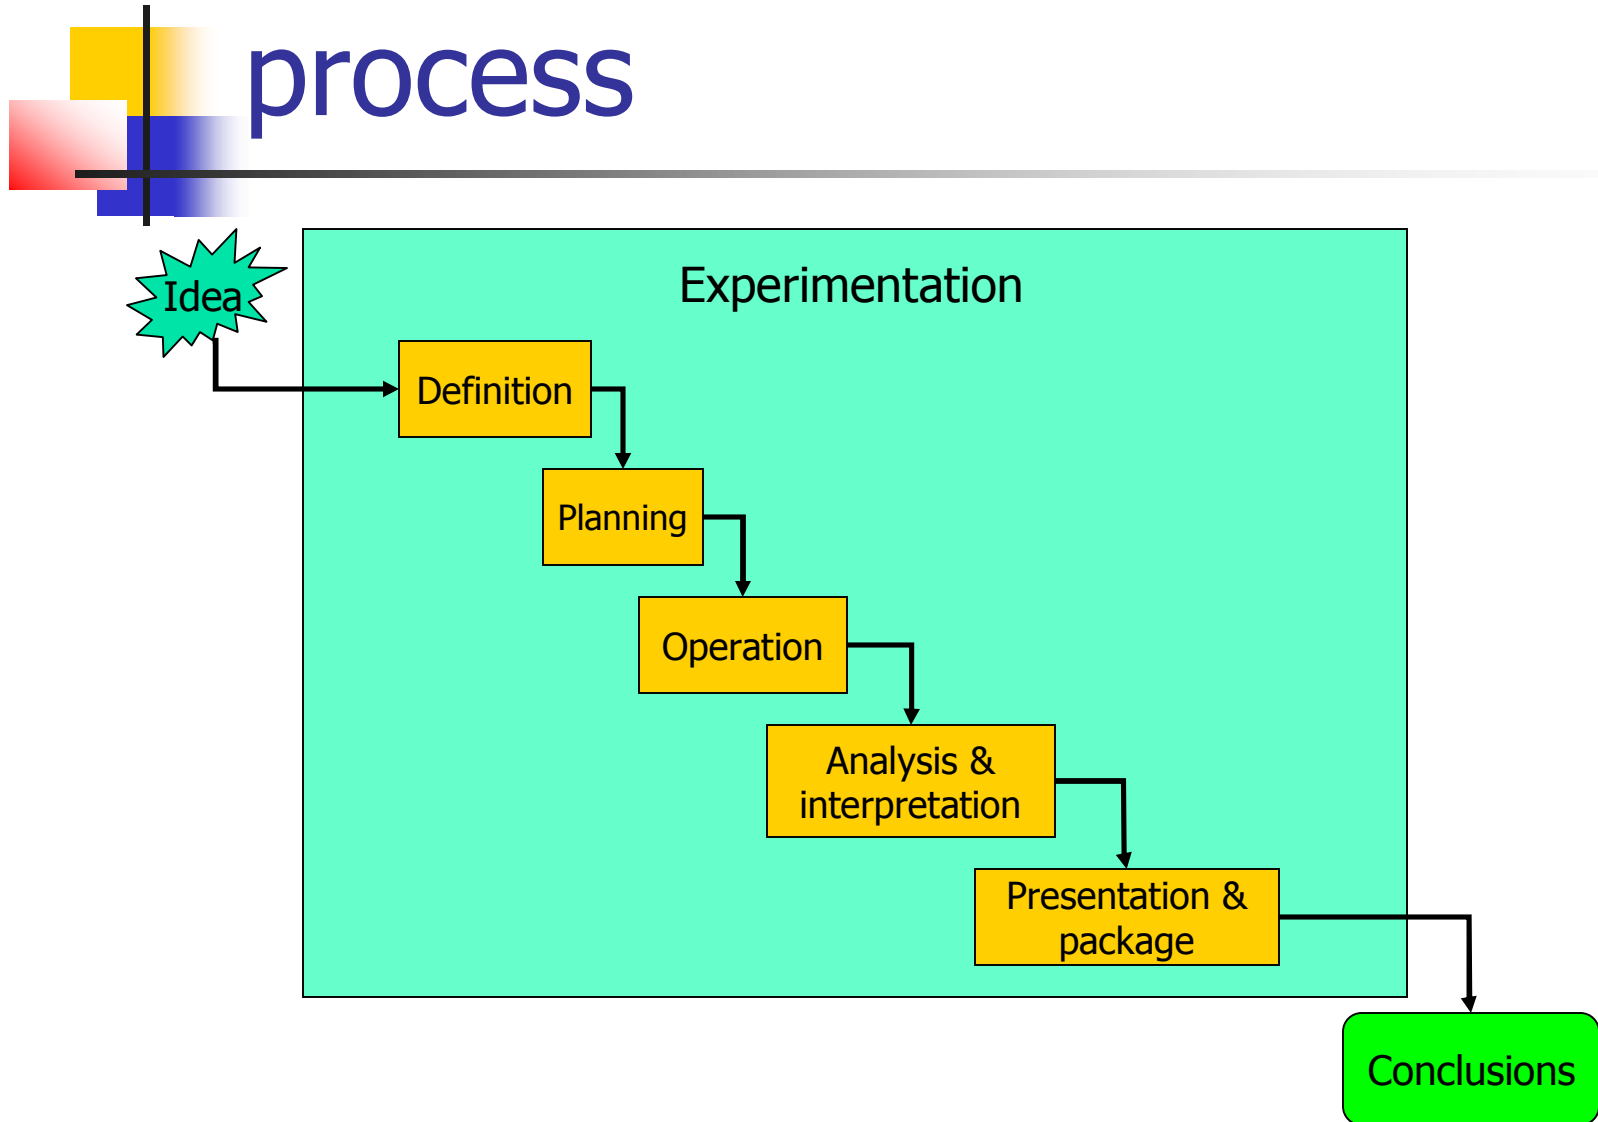 process
Idea
Experimentation
Definition
Planning
Operation
Analysis &
interpretation
Presentation &
package
Conclusions